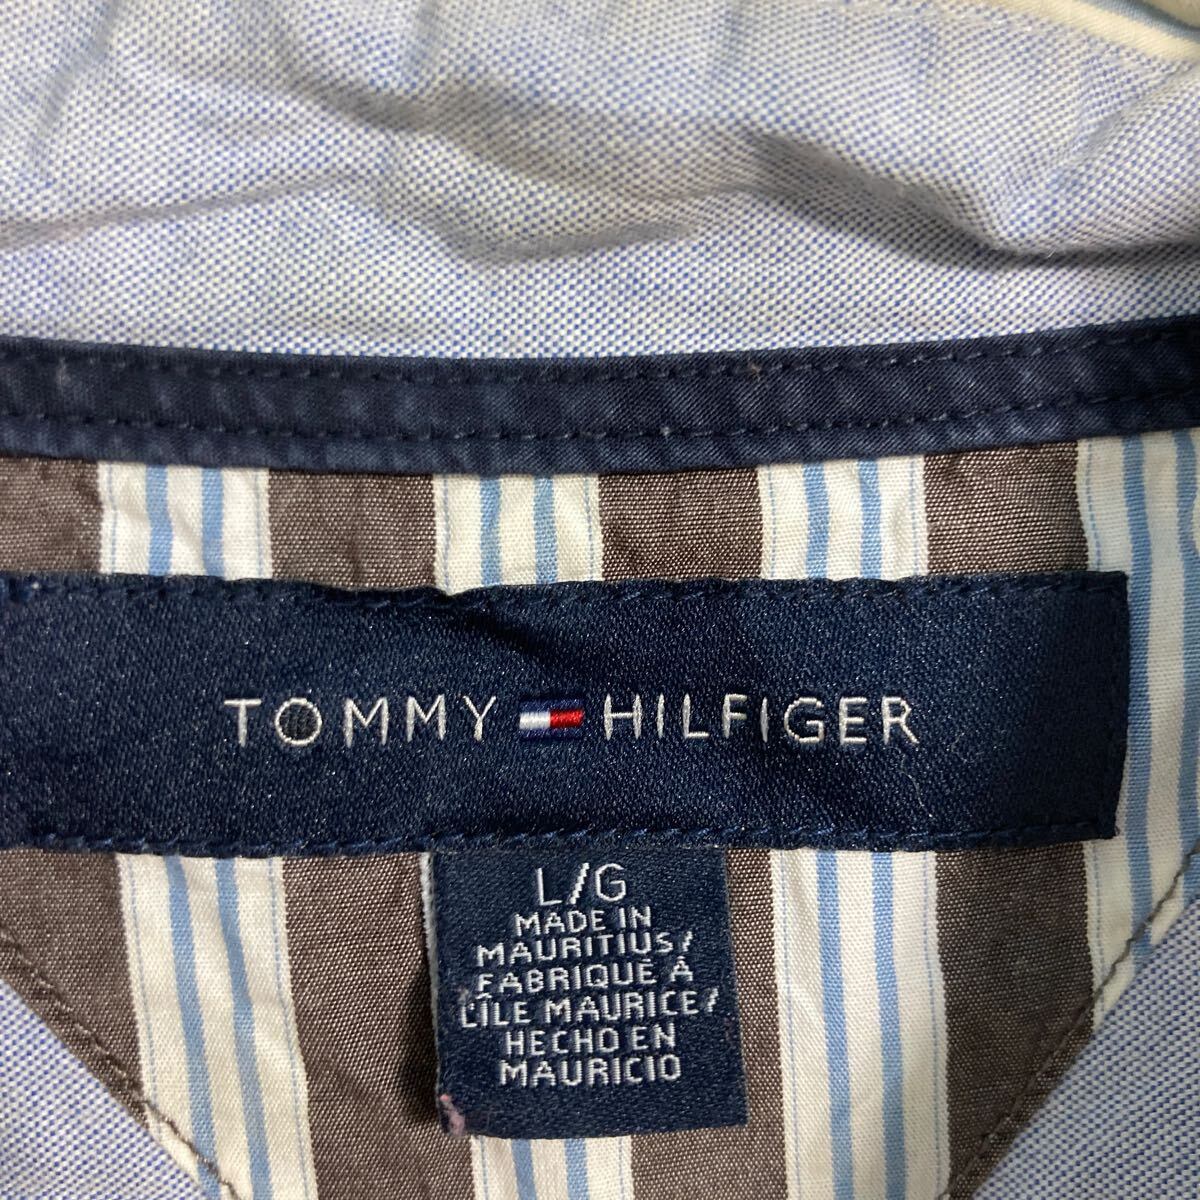 TOMMY HILFIGER
L/G
MADE IN
MAURITIUS/
FABRIQUÉ À
L'ÎLE MAURICE/
HECHO EN
MAURICIO